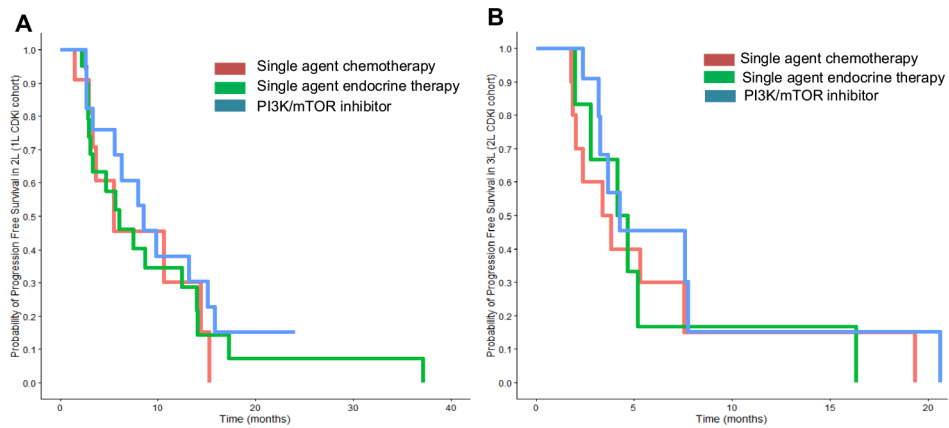 A
Single agent chemotherapy
Single agent endocrine therapy
PI3K/mTOR inhibitor
Probability of Progression Free Survival in 2L (1L CDKi cohort)
1.0
0.9
0.8
0.7
0.6
0.5
0.4
0.3
0.2
0.1
0.0
0
10
20
30
40
Time (months)
B
Single agent chemotherapy
Single agent endocrine therapy
PI3K/mTOR inhibitor
Probability of Progression Free Survival in 3L (2L CDKi cohort)
1.0
0.9
0.8
0.7
0.6
0.5
0.4
0.3
0.2
0.1
0.0
0
5
10
15
20
Time (months)